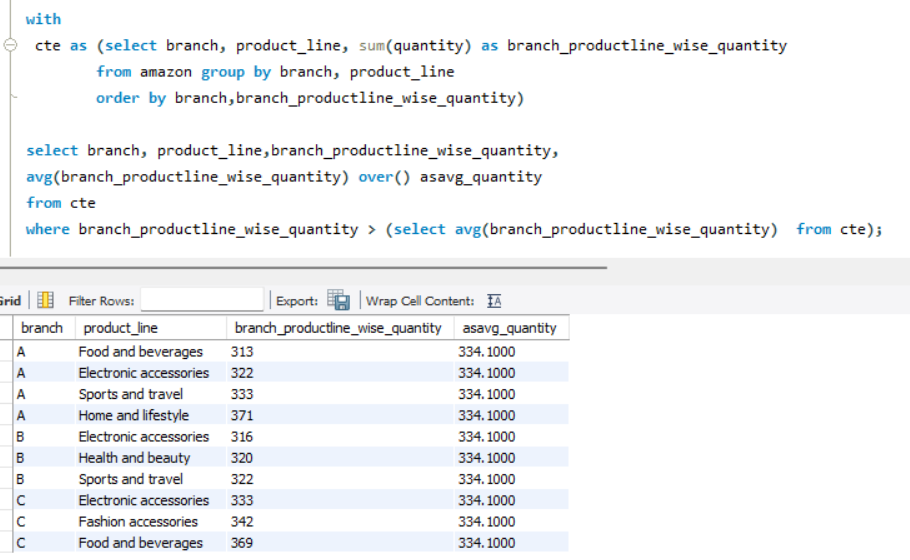 with
cte as (select branch, product_line, sum(quantity) as branch_productline_wise_quantity
from amazon group by branch, product_line
order by branch,branch_productline_wise_quantity)
select branch, product_line,branch_productline_wise_quantity,
avg(branch_productline_wise_quantity) over() asavg_quantity
from cte
where branch_productline_wise_quantity > (select avg(branch_productline_wise_quantity)  from cte);
Grid Filter Rows: Export: Wrap Cell Content:
branch product_line branch_productline_wise_quantity asavg_quantity
A Food and beverages 313 334.1000
A Electronic accessories 322 334.1000
A Sports and travel 333 334.1000
A Home and lifestyle 371 334.1000
B Electronic accessories 316 334.1000
B Health and beauty 320 334.1000
B Sports and travel 322 334.1000
C Electronic accessories 333 334.1000
C Fashion accessories 342 334.1000
C Food and beverages 369 334.1000